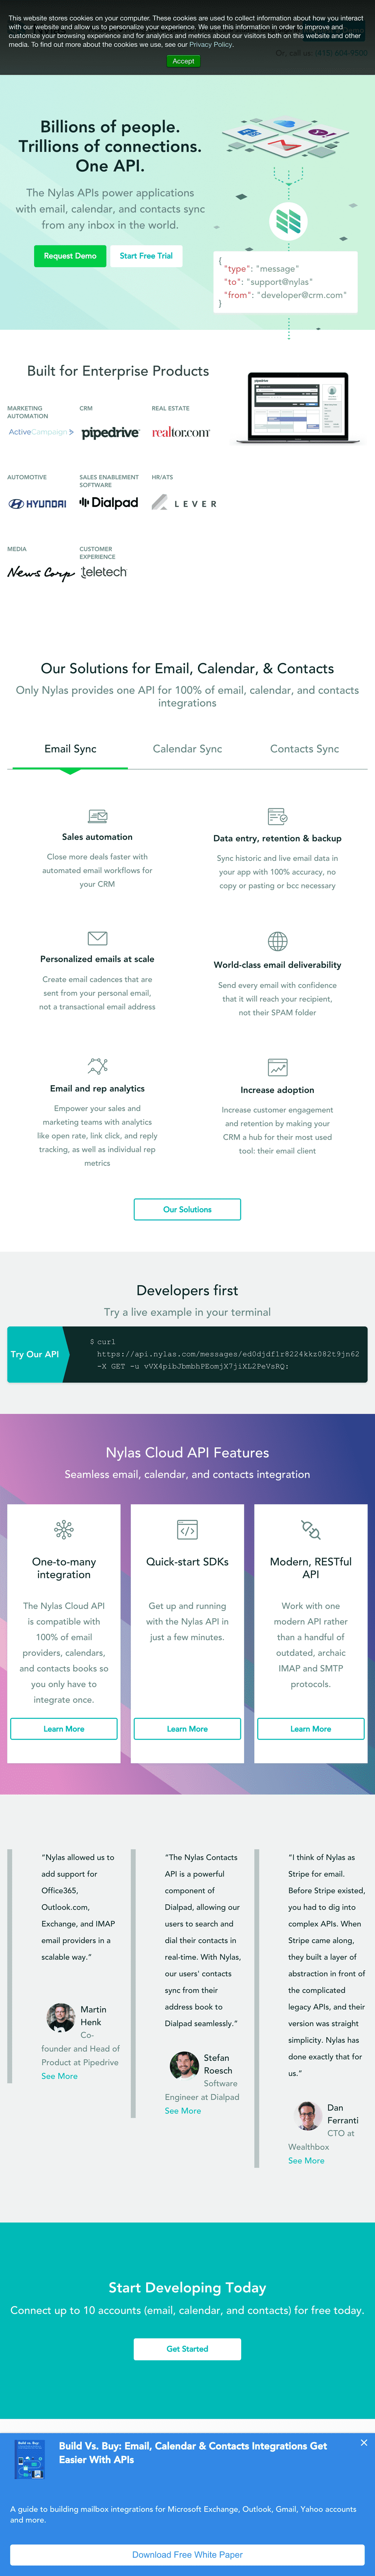 This website stores cookies on your computer. These cookies are used to collect information about how you interact
with our website and allow us to personalize your experience. We use this information in order to improve and
customize your browsing experience and for analytics and metrics about our visitors both on this website and other
media. To find out more about the cookies we use, see our Privacy Policy.
Accept
Billions of people.
Trillions of connections.
One API.
The Nylas APIs power applications
with email, calendar, and contacts sync
from any inbox in the world.
Request Demo
Start Free Trial
{
"type": "message"
"to": "support@nylas"
"from": "developer@crm.com"
}
Built for Enterprise Products
MARKETING
AUTOMATION
ActiveCampaign >
CRM
pipedrive
REAL ESTATE
realtor.com
AUTOMOTIVE
HYUNDAI
SALES ENABLEMENT
SOFTWARE
Dialpad
HR/ATS
LEVER
MEDIA
News Corp
CUSTOMER
EXPERIENCE
teletech
Our Solutions for Email, Calendar, & Contacts
Only Nylas provides one API for 100% of email, calendar, and contacts
integrations
Email Sync
Calendar Sync
Contacts Sync
Sales automation
Close more deals faster with
automated email workflows for
your CRM
Data entry, retention & backup
Sync historic and live email data in
your app with 100% accuracy, no
copy or pasting or bcc necessary
Personalized emails at scale
Create email cadences that are
sent from your personal email,
not a transactional email address
World-class email deliverability
Send every email with confidence
that it will reach your recipient,
not their SPAM folder
Email and rep analytics
Empower your sales and
marketing teams with analytics
like open rate, link click, and reply
tracking, as well as individual rep
metrics
Increase adoption
Increase customer engagement
and retention by making your
CRM a hub for their most used
tool: their email client
Our Solutions
Developers first
Try a live example in your terminal
Try Our API
$ curl
https://api.nylas.com/messages/ed0djdf1r8224kkz082t9jn62
-X GET -u vVX4pibJbmbhPEomjX7jiXL2PeVsRQ:
Nylas Cloud API Features
Seamless email, calendar, and contacts integration
One-to-many
integration
The Nylas Cloud API
is compatible with
100% of email
providers, calendars,
and contacts books so
you only have to
integrate once.
Learn More
Quick-start SDKs
Get up and running
with the Nylas API in
just a few minutes.
Learn More
Modern, RESTful
API
Work with one
modern API rather
than a handful of
outdated, archaic
IMAP and SMTP
protocols.
Learn More
“Nylas allowed us to
add support for
Office365,
Outlook.com,
Exchange, and IMAP
email providers in a
scalable way.”
Martin
Henk
Co-
founder and Head of
Product at Pipedrive
See More
“The Nylas Contacts
API is a powerful
component of
Dialpad, allowing our
users to search and
dial their contacts in
real-time. With Nylas,
our users' contacts
sync from their
address book to
Dialpad seamlessly.”
Stefan
Roesch
Software
Engineer at Dialpad
See More
“I think of Nylas as
Stripe for email.
Before Stripe existed,
you had to dig into
complex APIs. When
Stripe came along,
they built a layer of
abstraction in front of
the complicated
legacy APIs, and their
version was straight
simplicity. Nylas has
done exactly that for
us.”
Dan
Ferranti
CTO at
Wealthbox
See More
Start Developing Today
Connect up to 10 accounts (email, calendar, and contacts) for free today.
Get Started
Build Vs. Buy: Email, Calendar & Contacts Integrations Get
Easier With APIs
A guide to building mailbox integrations for Microsoft Exchange, Outlook, Gmail, Yahoo accounts
and more.
Download Free White Paper